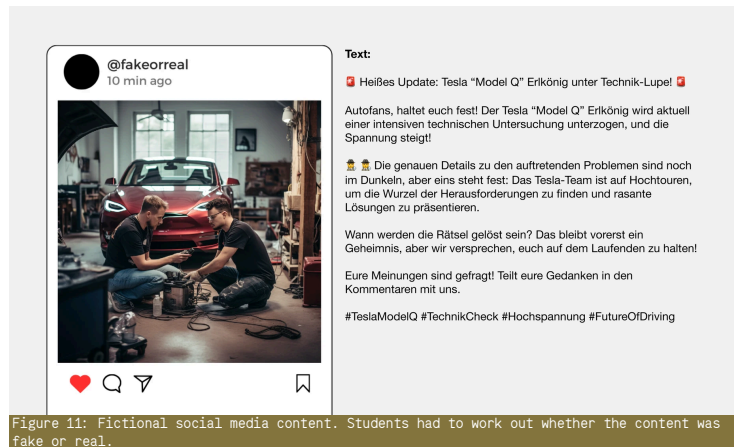 @fakeorreal
10 min ago
Text:
🚨 Heißes Update: Tesla “Model Q” Erlkönig unter Technik-Lupe! 🚨
Autofans, haltet euch fest! Der Tesla “Model Q” Erlkönig wird aktuell
einer intensiven technischen Untersuchung unterzogen, und die
Spannung steigt!
🕵️ 🕵️ Die genauen Details zu den auftretenden Problemen sind noch
im Dunkeln, aber eins steht fest: Das Tesla-Team ist auf Hochtouren,
um die Wurzel der Herausforderungen zu finden und rasante
Lösungen zu präsentieren.
Wann werden die Rätsel gelöst sein? Das bleibt vorerst ein
Geheimnis, aber wir versprechen, euch auf dem Laufenden zu halten!
Eure Meinungen sind gefragt! Teilt eure Gedanken in den
Kommentaren mit uns.
#TeslaModelQ #TechnikCheck #Hochspannung #FutureOfDriving
Figure 11: Fictional social media content. Students had to work out whether the content was
fake or real.